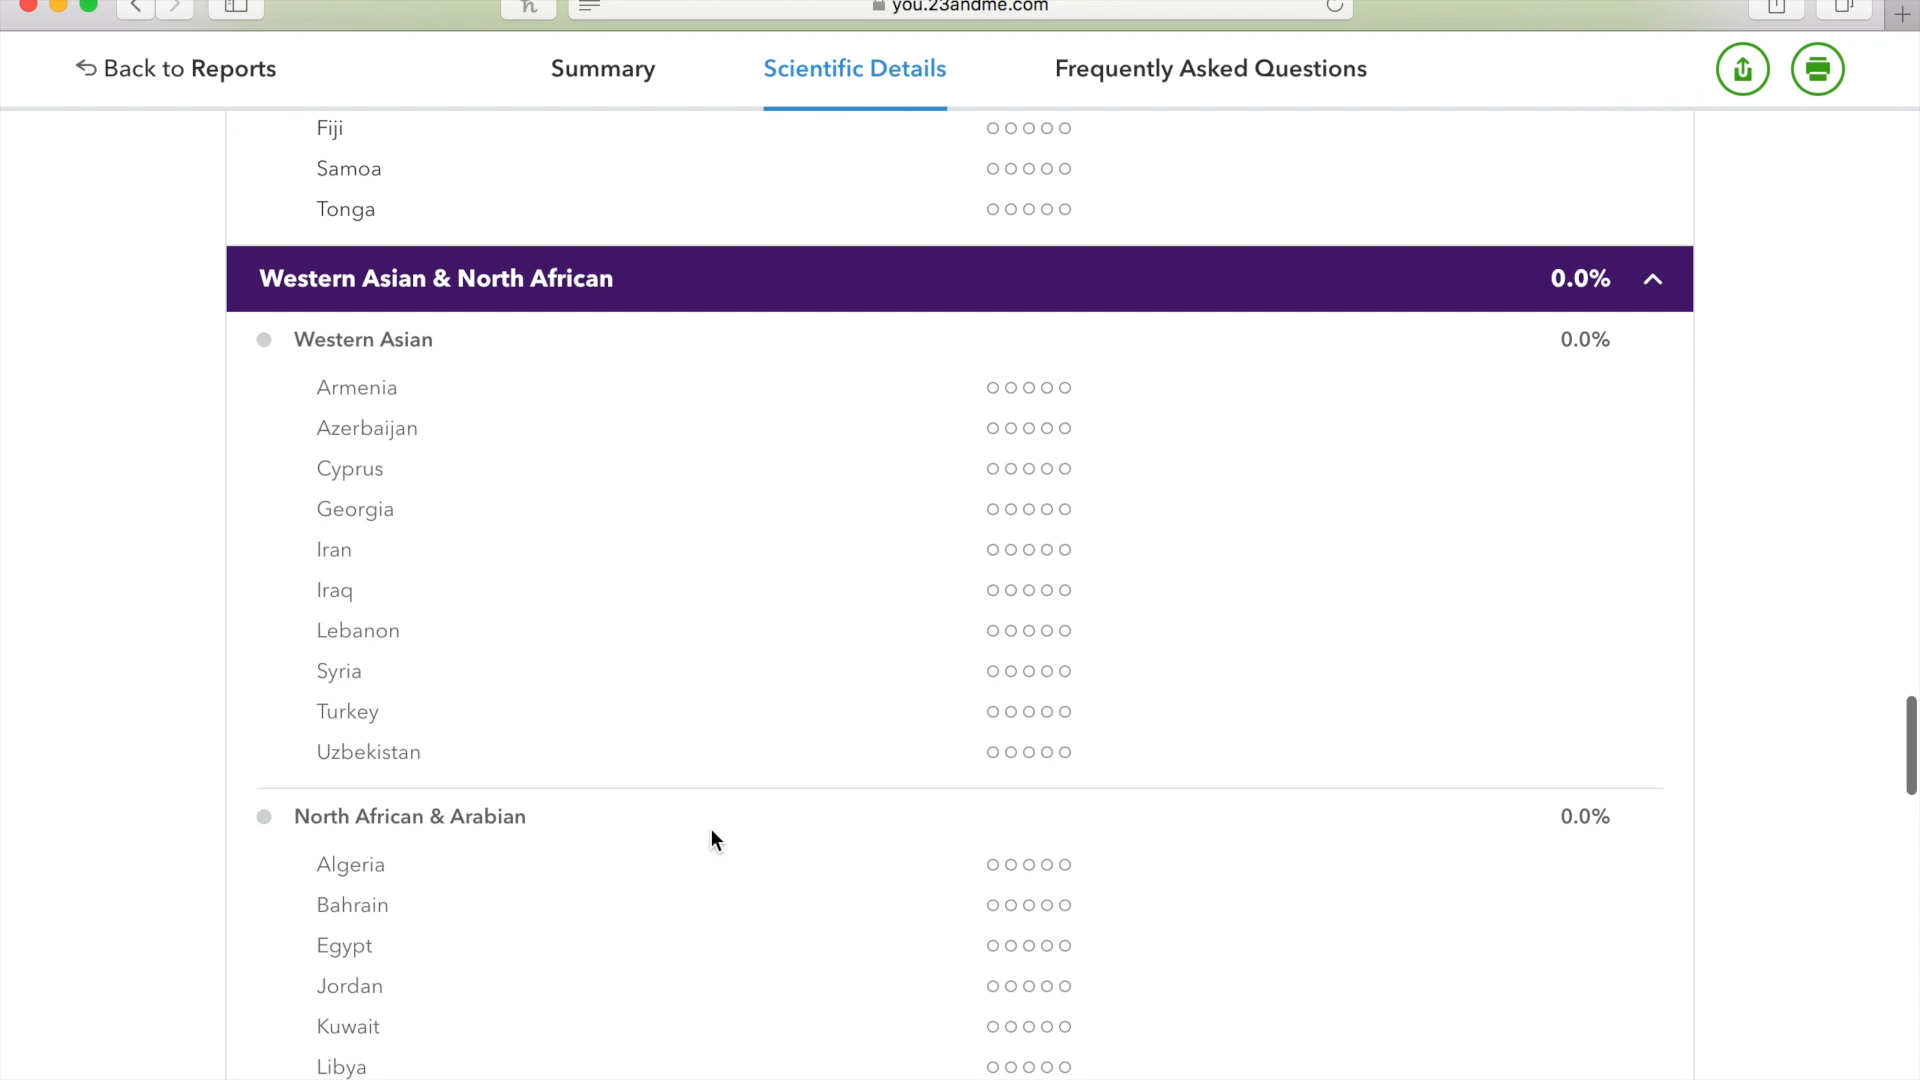 you.23andme.com
Back to Reports
Summary
Scientific Details
Frequently Asked Questions
Fiji
Samoa
Tonga
Western Asian & North African 0.0%
Western Asian 0.0%
Armenia
Azerbaijan
Cyprus
Georgia
Iran
Iraq
Lebanon
Syria
Turkey
Uzbekistan
North African & Arabian 0.0%
Algeria
Bahrain
Egypt
Jordan
Kuwait
Libya